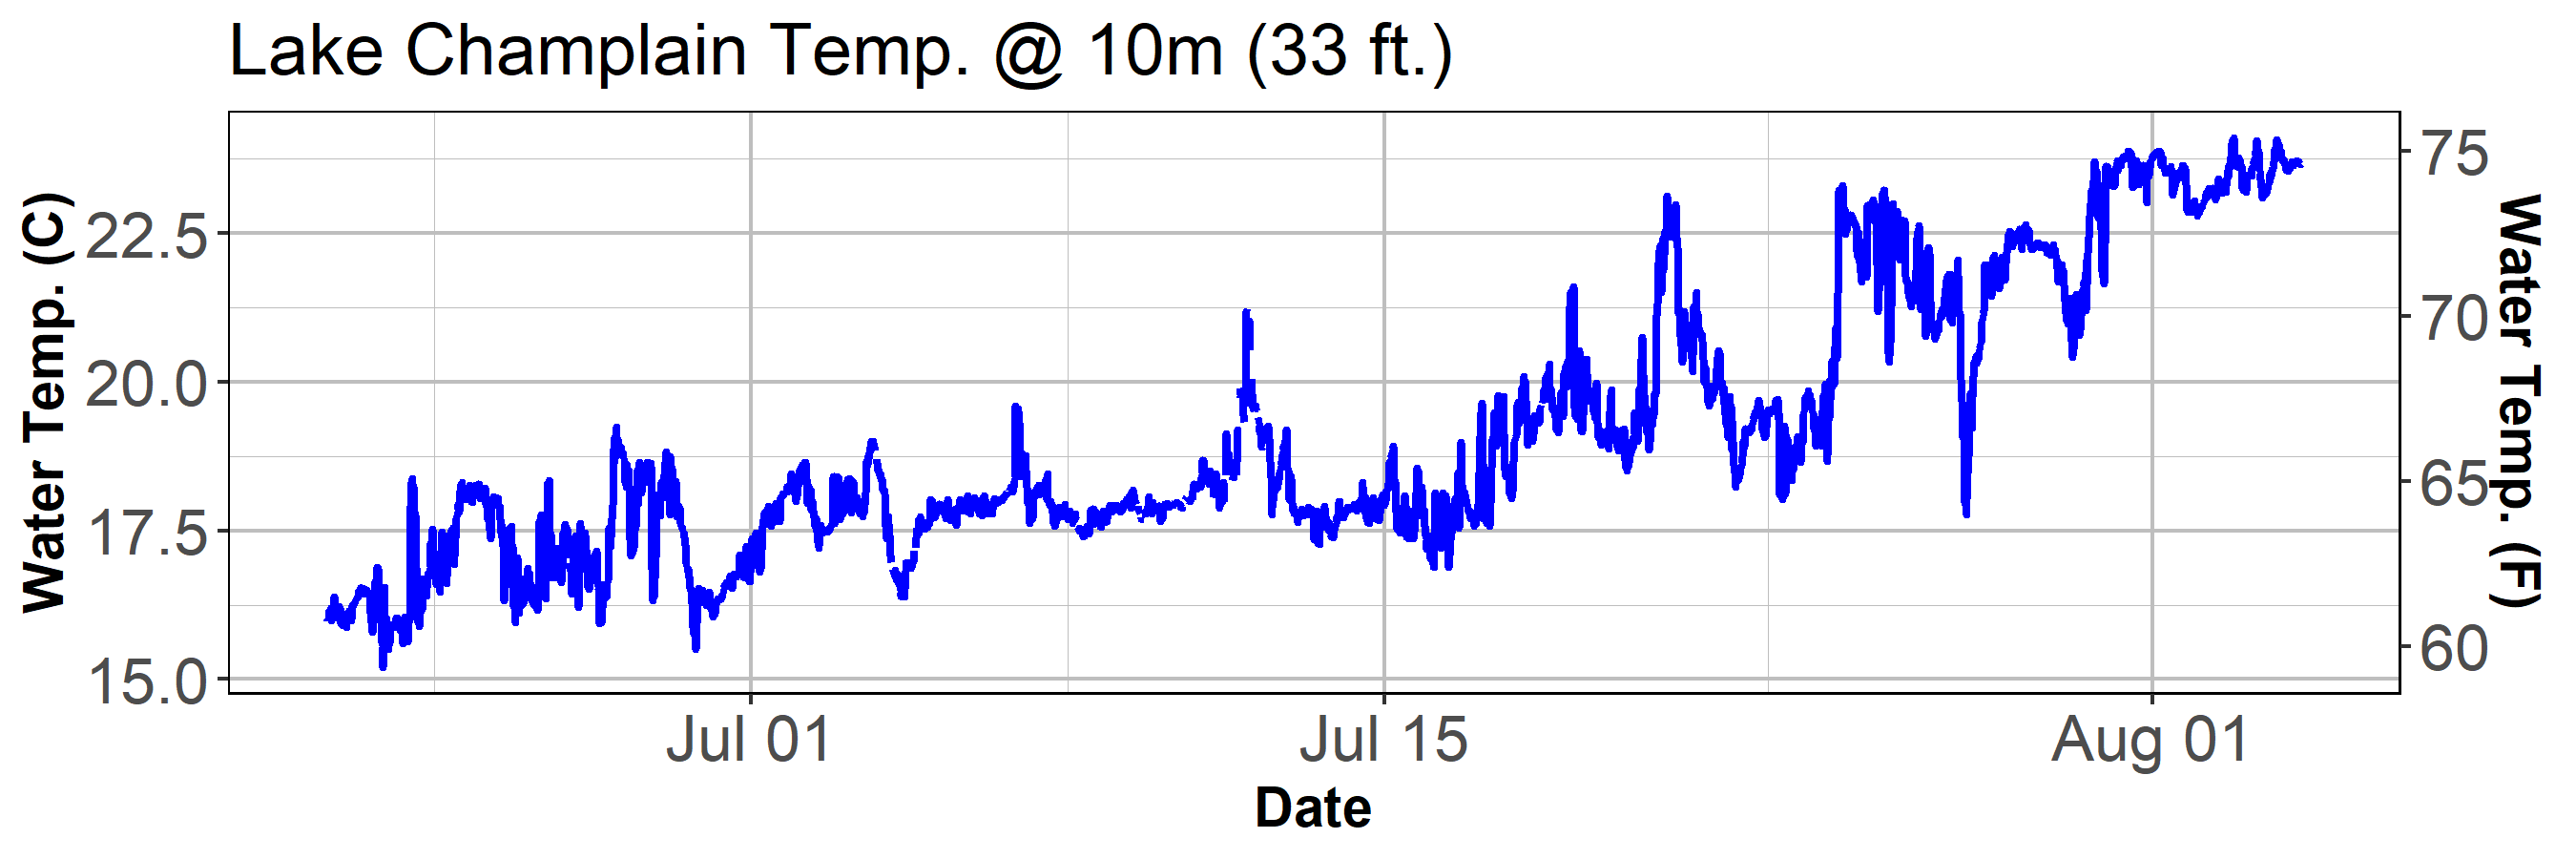 Lake Champlain Temp. @ 10m (33 ft.)
Water Temp. (C)
22.5
20.0
17.5
15.0
75
70
65
60
Water Temp. (F)
Jul 01
Jul 15
Aug 01
Date